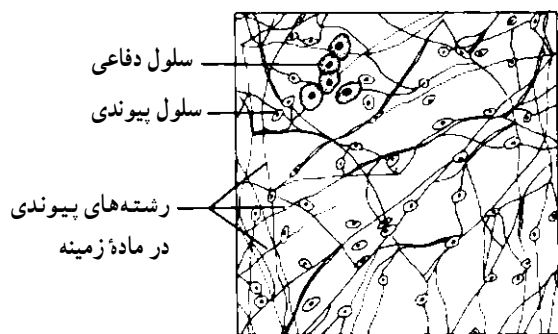 سلول دفاعی
سلول پیوندی
رشته‌های پیوندی
در مادهٔ زمینه